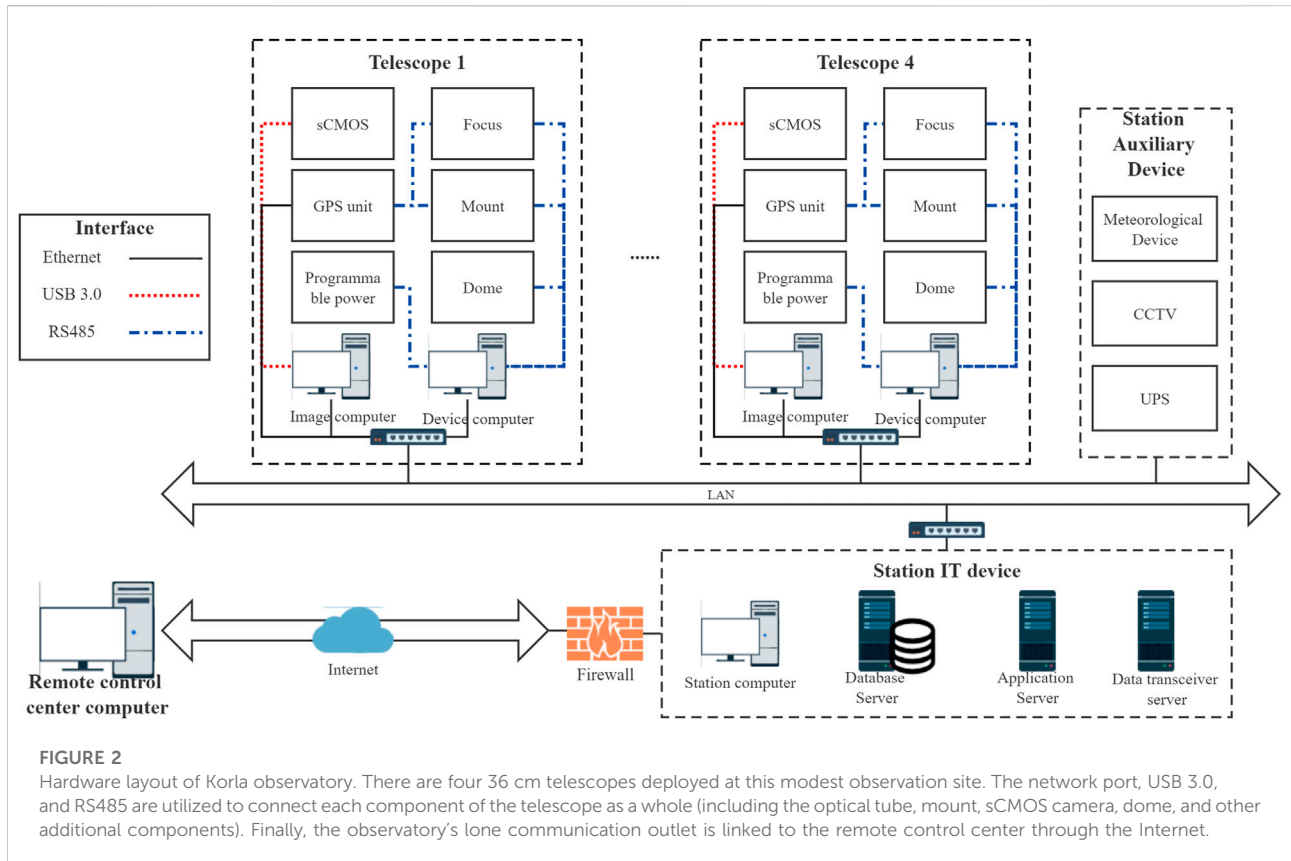 Telescope 1
sCMOS
Focus
GPS unit
Mount
Programma
ble power
Dome
Image computer
Device computer
......
Telescope 4
sCMOS
Focus
GPS unit
Mount
Programma
ble power
Dome
Image computer
Device computer
Station
Auxiliary
Device
Meteorological
Device
CCTV
UPS
Interface
Ethernet
USB 3.0
RS485
LAN
Station IT device
Station computer
Database
Server
Application
Server
Data transceiver
server
Remote control
center computer
Internet
Firewall
FIGURE 2
Hardware layout of Korla observatory. There are four 36 cm telescopes deployed at this modest observation site. The network port, USB 3.0,
and RS485 are utilized to connect each component of the telescope as a whole (including the optical tube, mount, sCMOS camera, dome, and other
additional components). Finally, the observatory's lone communication outlet is linked to the remote control center through the Internet.